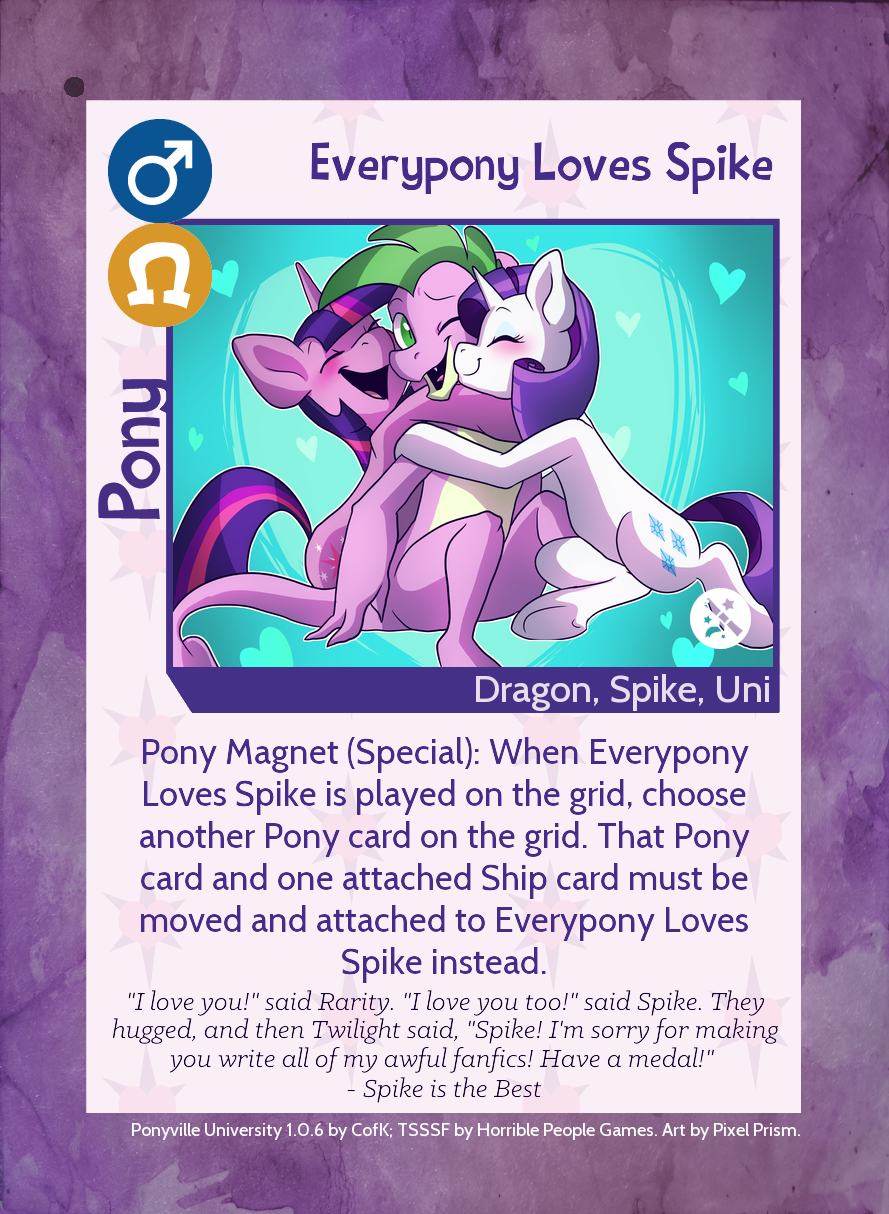 Everypony Loves Spike
Pony
Dragon, Spike, Uni
Pony Magnet (Special): When Everypony
Loves Spike is played on the grid, choose
another Pony card on the grid. That Pony
card and one attached Ship card must be
moved and attached to Everypony Loves
Spike instead.
"I love you!" said Rarity. "I love you too!" said Spike. They
hugged, and then Twilight said, "Spike! I'm sorry for making
you write all of my awful fanfics! Have a medal!"
- Spike is the Best
Ponyville University 1.0.6 by CofK; TSSSF by Horrible People Games. Art by Pixel Prism.